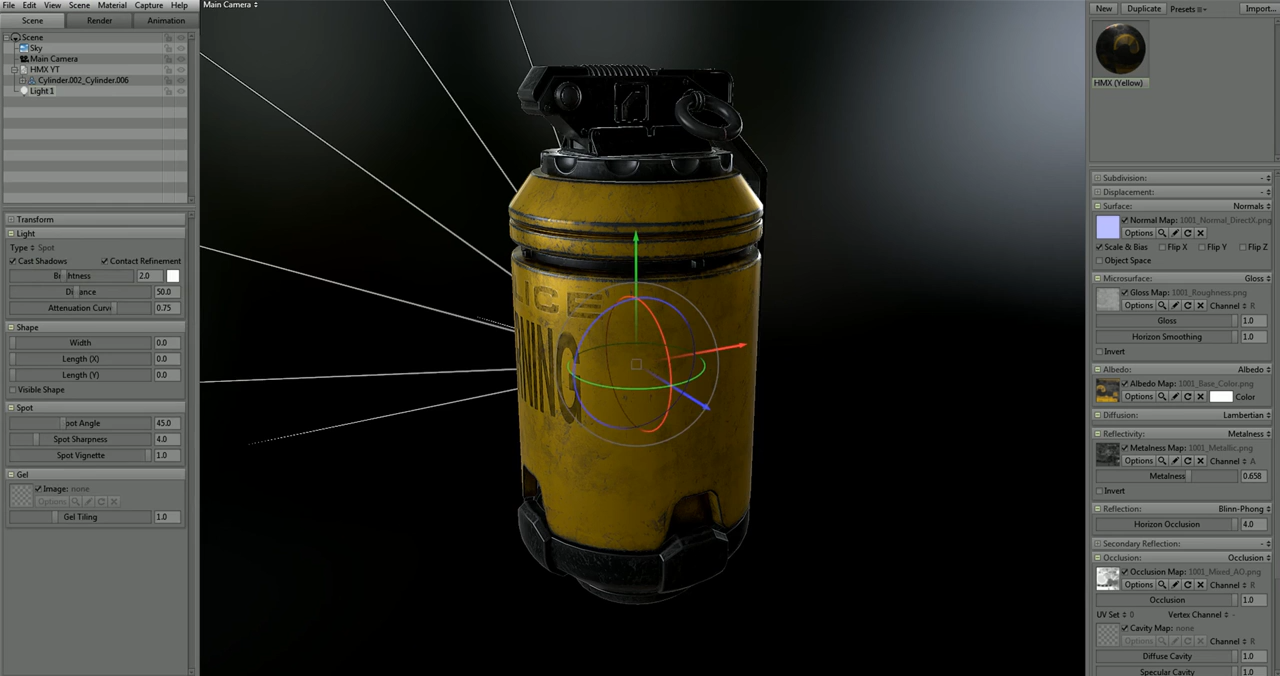 File Edit View Scene Material Capture Help
Scene Render Animation
Scene
Sky
Main Camera
HMX YT
Cylinder.002_Cylinder.006
Light 1
Transform
Light
Type Spot
Cast Shadows Contact Refinement
Brightness 2.0
Distance 50.0
Attenuation Curve 0.75
Shape
Width 0.0
Length (X) 0.0
Length (Y) 0.0
Visible Shape
Spot
Spot Angle 45.0
Spot Sharpness 4.0
Spot Vignette 1.0
Gel
Image: none
Options
Gel Tiling 1.0
Main Camera
LICE
NING
New Duplicate Presets Import...
HMX (Yellow)
Subdivision: -
Displacement: -
Surface: Normals
Normal Map: 1001_Normal_DirectX.png
Options
Scale & Bias Flip X Flip Y Flip Z
Object Space
Microsurface: Gloss
Gloss Map: 1001_Roughness.png
Options Channel R
Gloss 1.0
Horizon Smoothing 1.0
Invert
Albedo: Albedo
Albedo Map: 1001_Base_Color.png
Options Color
Diffusion: Lambertian
Reflectivity: Metalness
Metalness Map: 1001_Metallic.png
Options Channel A
Metalness 0.658
Invert
Reflection: Blinn-Phong
Horizon Occlusion 4.0
Secondary Reflection: -
Occlusion: Occlusion
Occlusion Map: 1001_Mixed_AO.png
Options Channel R
Occlusion 1.0
UV Set 0 Vertex Channel -
Cavity Map: none
Options Channel R
Diffuse Cavity 1.0
Specular Cavity 1.0